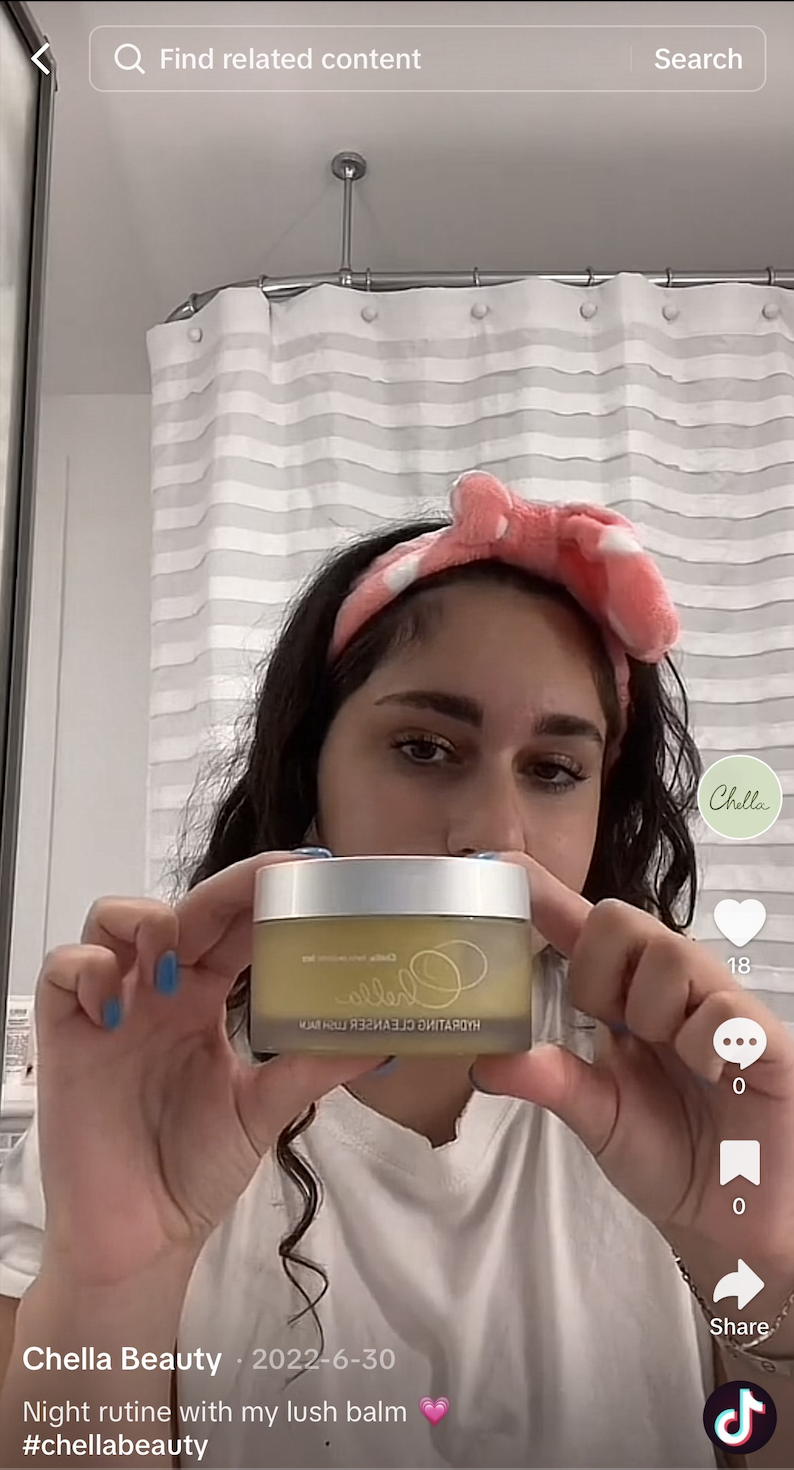 Find related content
Search
Chella
Chella
HYDRATING CLEANSER LUSH BALM
18
0
0
Share
Chella Beauty · 2022-6-30
Night rutine with my lush balm 💗
#chellabeauty